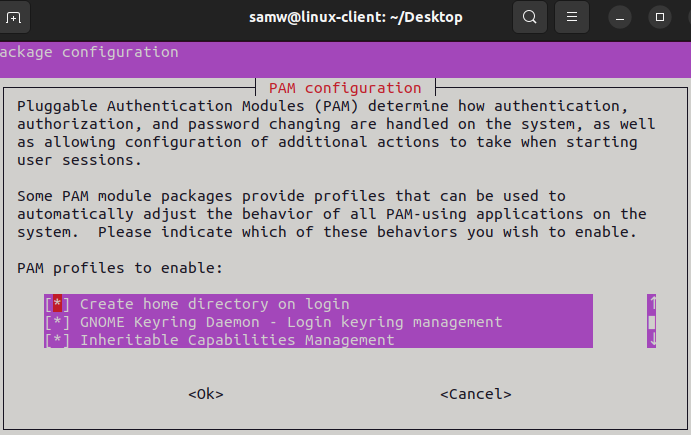 samw@linux-client: ~/Desktop
ackage configuration
PAM configuration
Pluggable Authentication Modules (PAM) determine how authentication,
authorization, and password changing are handled on the system, as well
as allowing configuration of additional actions to take when starting
user sessions.
Some PAM module packages provide profiles that can be used to
automatically adjust the behavior of all PAM-using applications on the
system.  Please indicate which of these behaviors you wish to enable.
PAM profiles to enable:
[*] Create home directory on login
[*] GNOME Keyring Daemon - Login keyring management
[*] Inheritable Capabilities Management
<Ok> <Cancel>